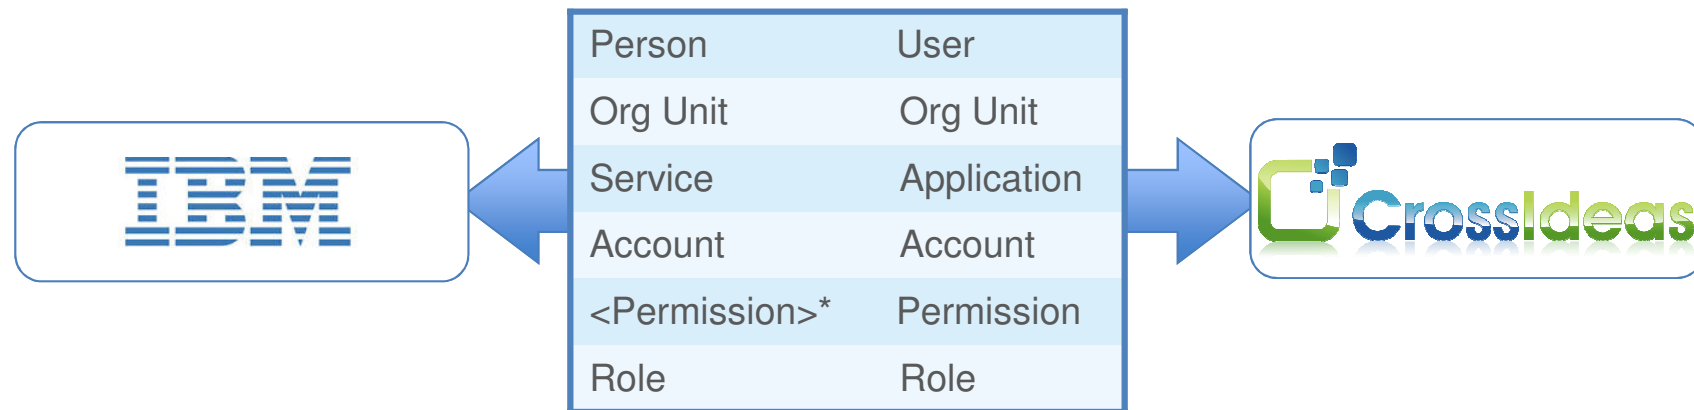 IBM
Person User
Org Unit Org Unit
Service Application
Account Account
<Permission>* Permission
Role Role
CrossIdeas